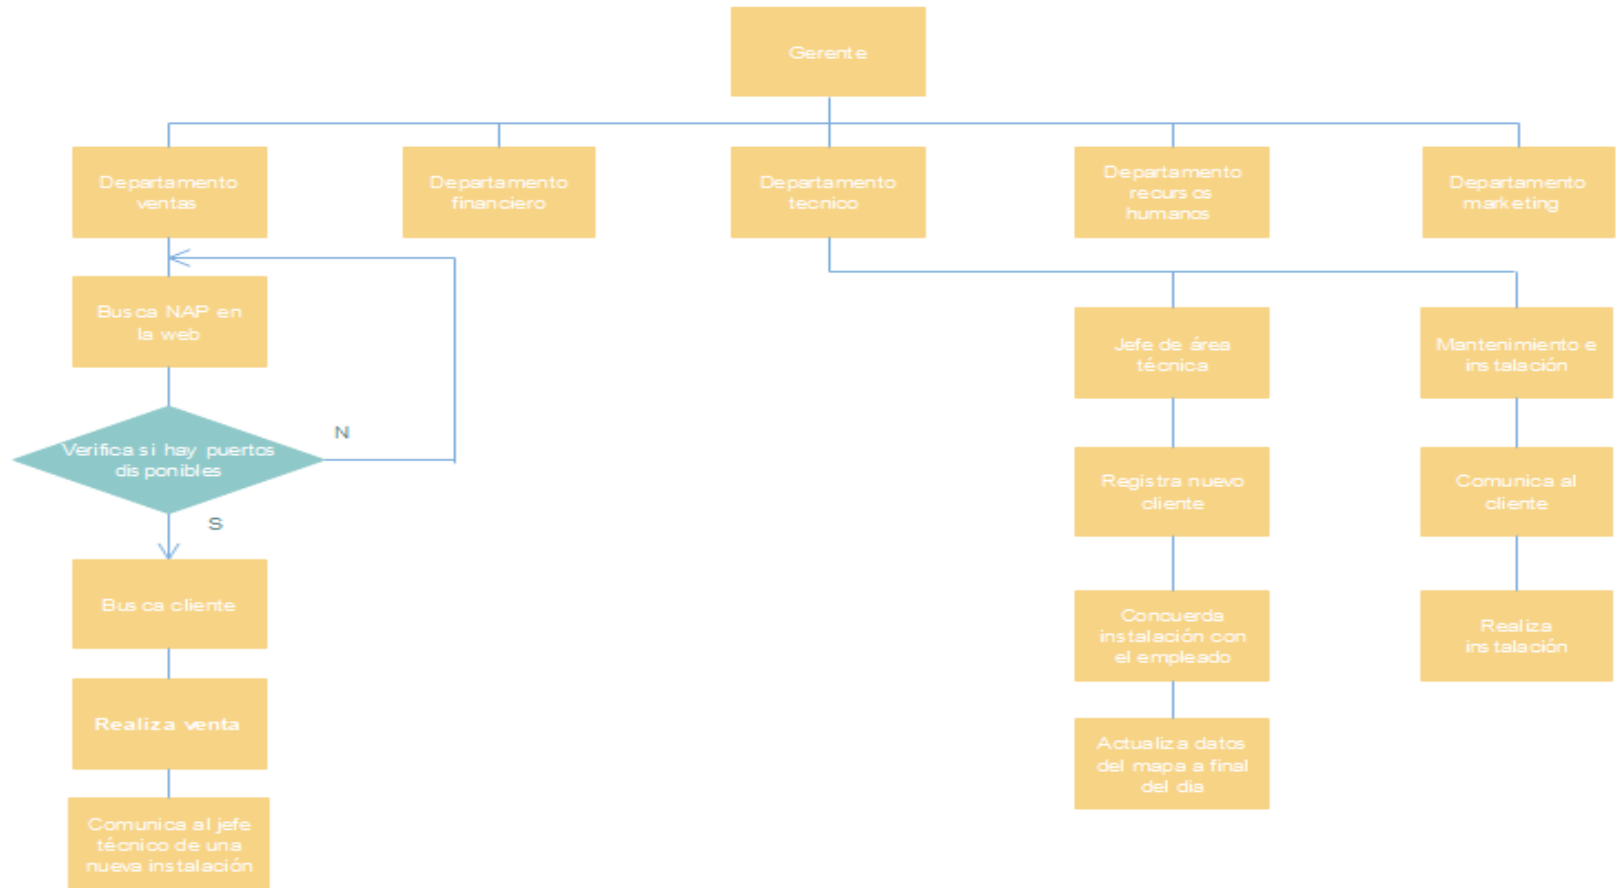 Gerente
Departamento
ventas
Departamento
financiero
Departamento
tecnico
Departamento
recursos
humanos
Departamento
marketing
Busca NAP en
la web
Jefe de área
técnica
Mantenimiento e
instalación
Verifica si hay puertos
disponibles
N
S
Registra nuevo
cliente
Comunica al
cliente
Busca cliente
Concuerda
instalación con
el empleado
Realiza
instalación
Realiza venta
Actualiza datos
del mapa a final
del dia
Comunica al jefe
técnico de una
nueva instalación